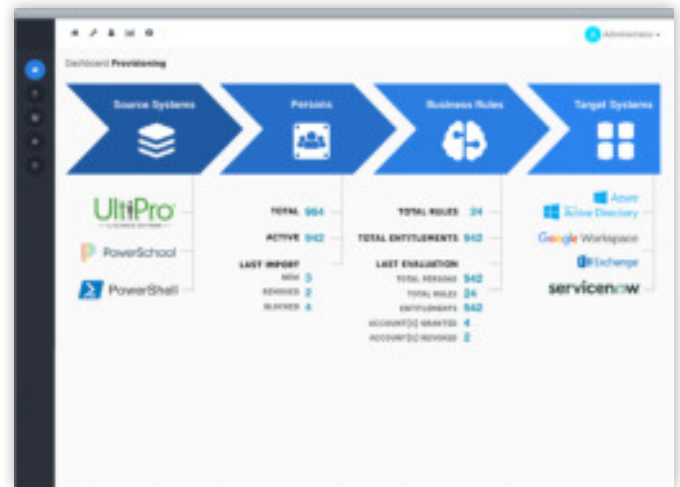 Administrator
Dashboard Provisioning
Source Systems
Persons
Business Rules
Target Systems
UltiPro
PowerSchool
PowerShell
TOTAL 984
ACTIVE 942
LAST IMPORT
NEW 3
REMOVED 2
BLOCKED 4
TOTAL RULES 24
TOTAL ENTITLEMENTS 942
LAST EVALUATION
TOTAL PERSONS 942
TOTAL RULES 24
ENTITLEMENTS 942
ACCOUNT(S) GRANTED 4
ACCOUNT(S) REVOKED 2
Azure
Active Directory
Google Workspace
Exchange
servicenow